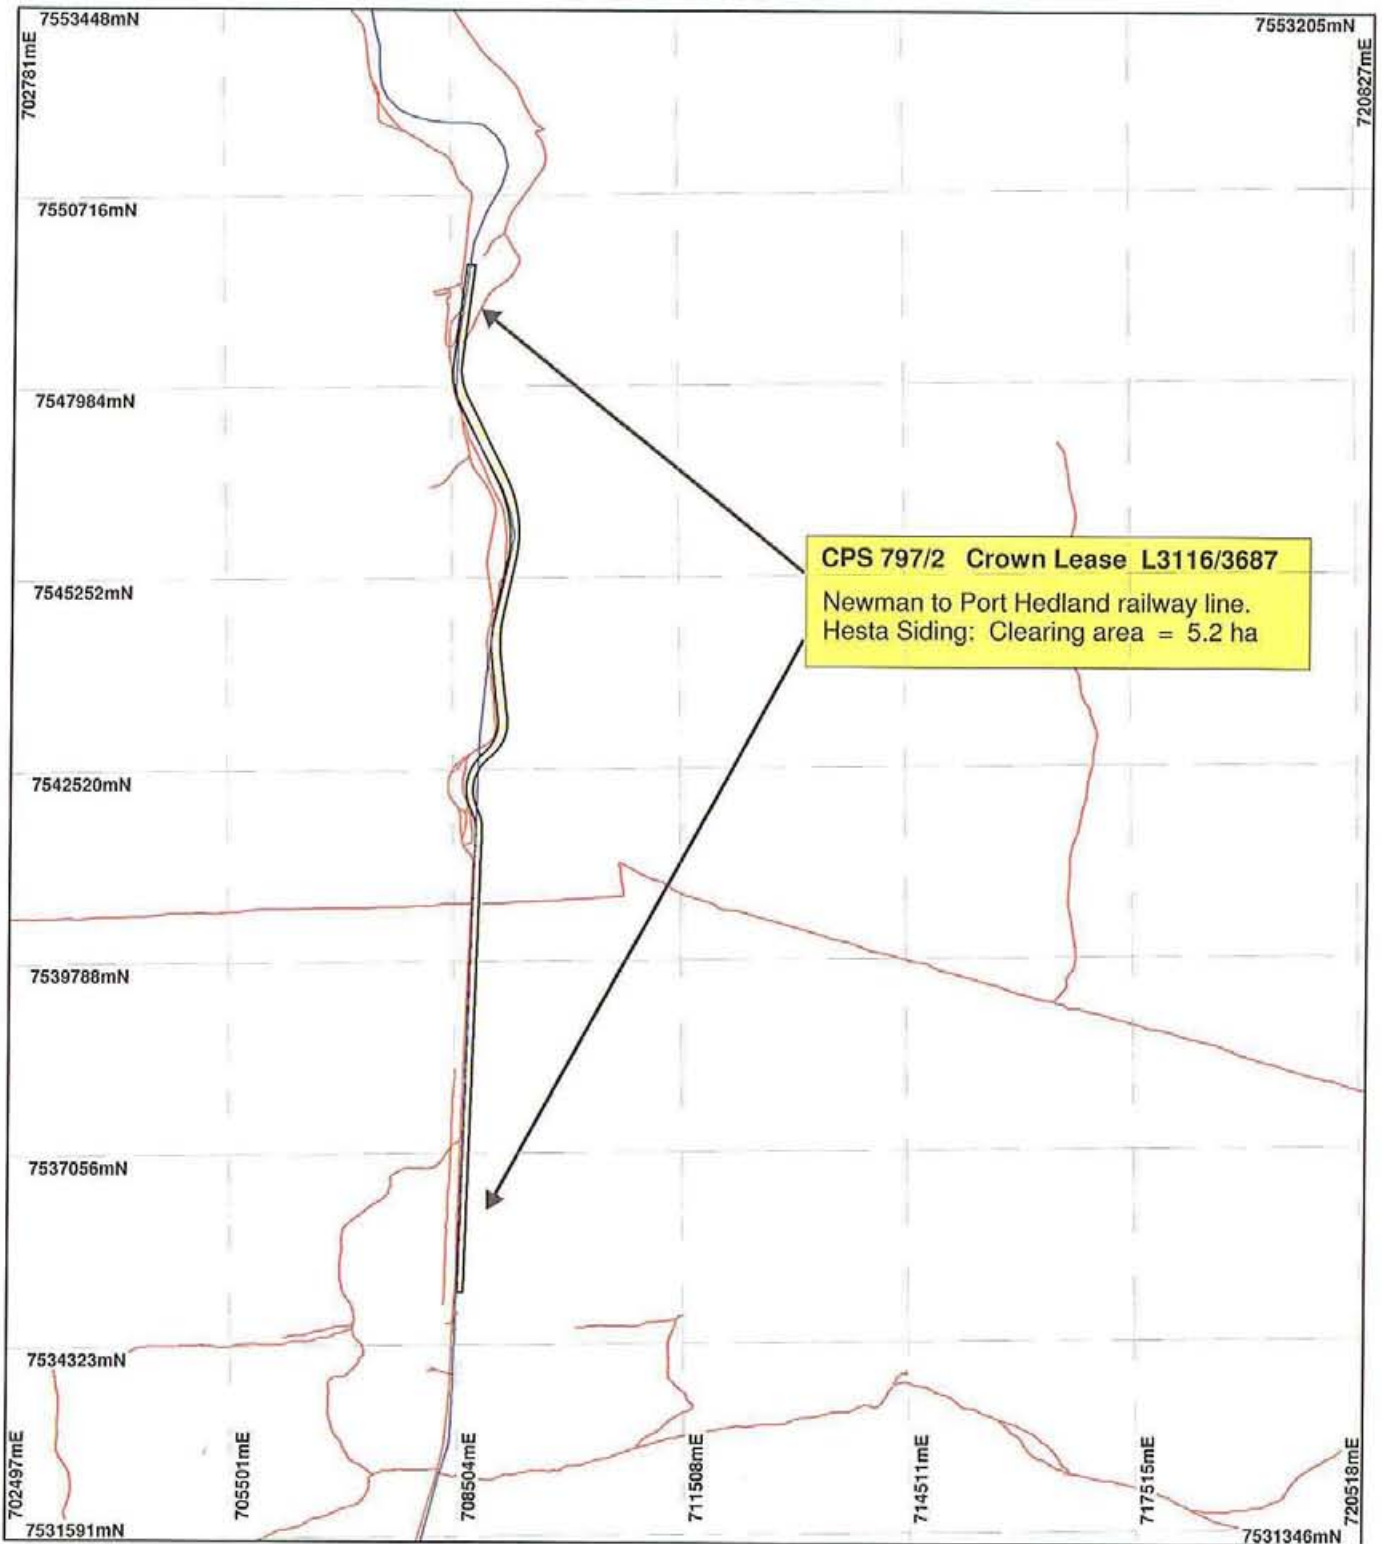 7553448mN
7553205mN
702781mE
720827mE
7550716mN
7547984mN
CPS 797/2 Crown Lease L3116/3687
Newman to Port Hedland railway line.
Hesta Siding: Clearing area = 5.2 ha
7545252mN
7542520mN
7539788mN
7537056mN
7534323mN
702497mE
705501mE
708504mE
711508mE
714511mE
717515mE
720518mE
7531591mN
7531346mN